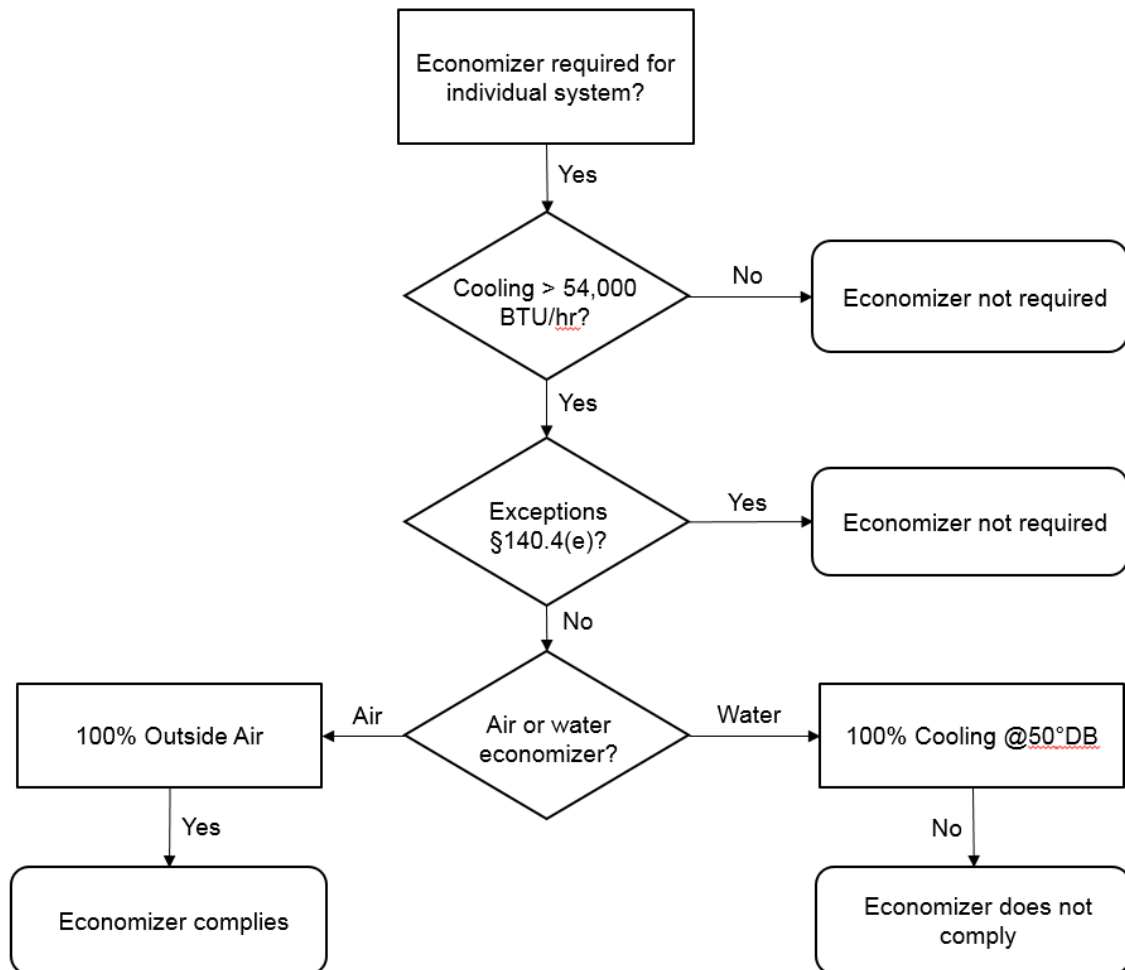 Economizer required for
individual system?
Yes
Cooling > 54,000
BTU/hr?
No
Economizer not required
Yes
Exceptions
§140.4(e)?
Yes
Economizer not required
No
Air or water
economizer?
Air
100% Outside Air
Water
100% Cooling @50°DB
Yes
No
Economizer complies
Economizer does not
comply